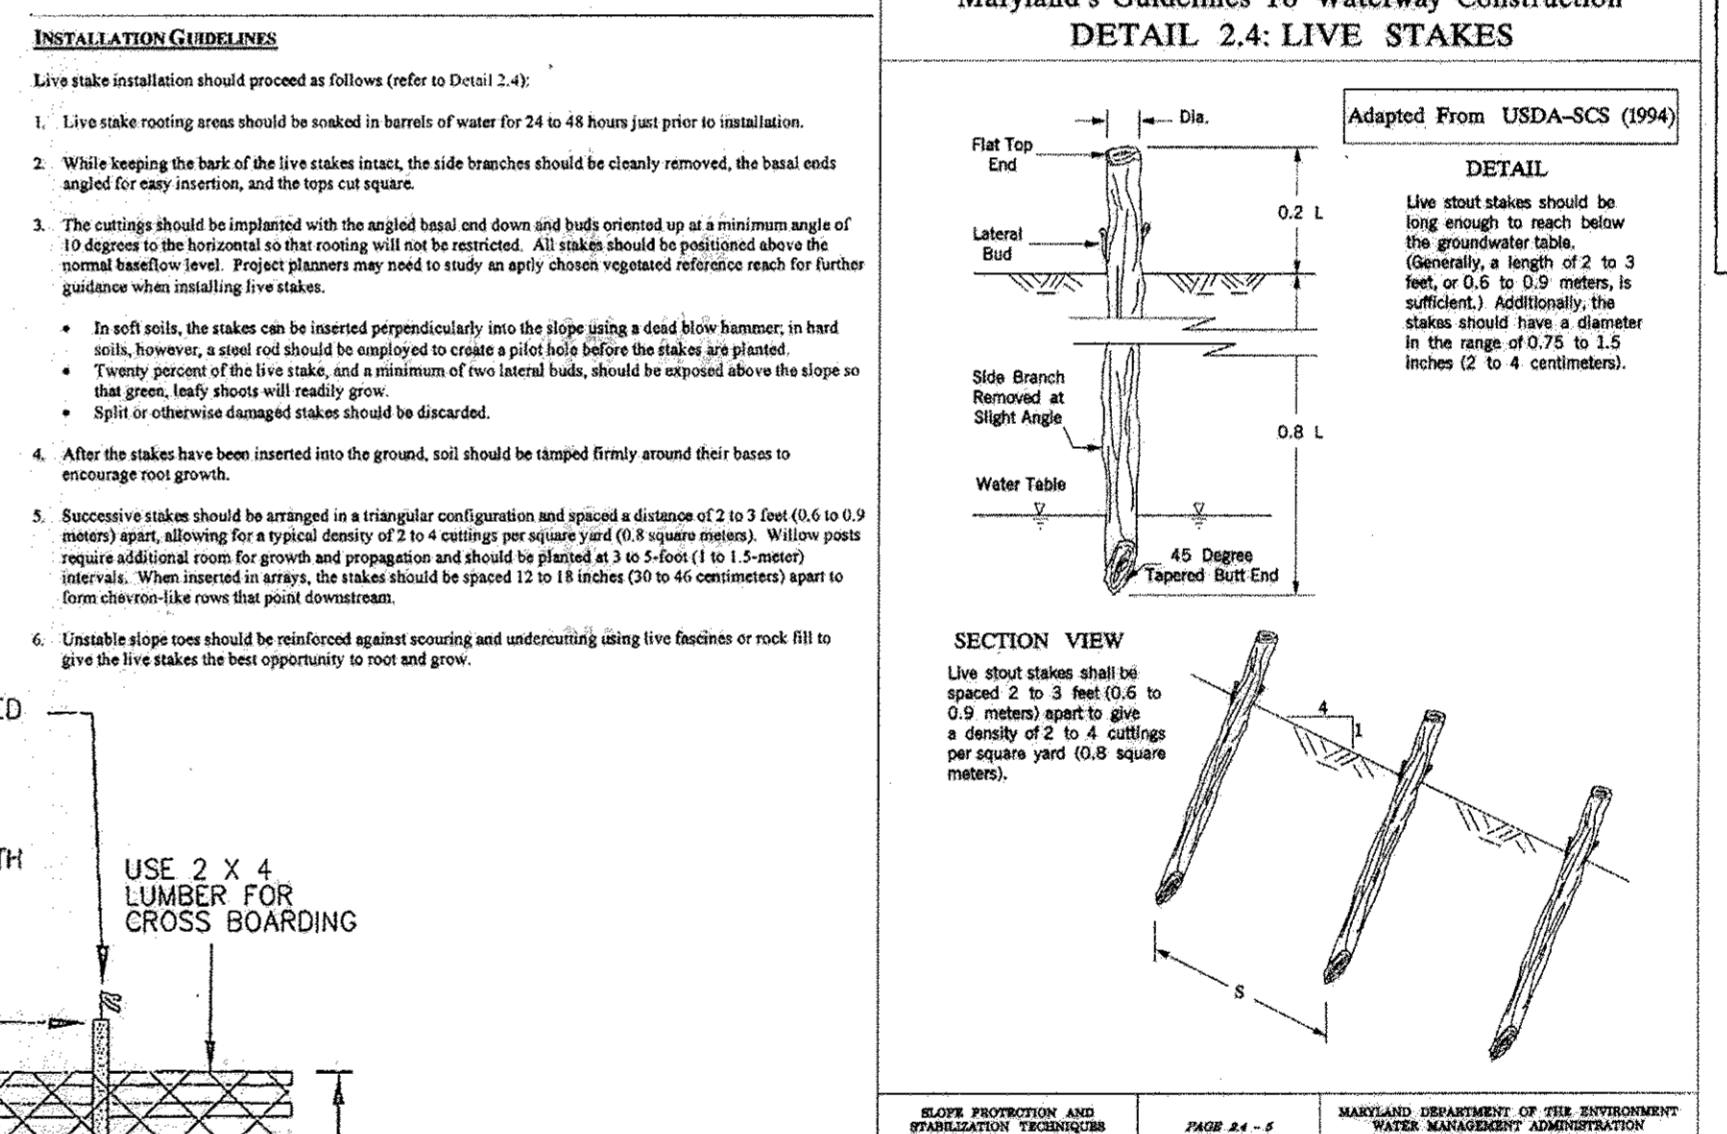 INSTALLATION GUIDELINES
Live stake installation should proceed as follows (refer to Detail 2.4):
1. Live stake rooting areas should be soaked in barrels of water for 24 to 48 hours just prior to installation.
2. While keeping the bark of the live stakes intact, the side branches should be cleanly removed, the basal ends
angled for easy insertion, and the tops cut square.
3. The cuttings should be implanted with the angled basal end down and buds oriented up at a minimum angle of
10 degrees to the horizontal so that rooting will not be restricted. All stakes should be positioned above the
normal baseflow level. Project planners may need to study an aptly chosen vegetated reference reach for further
guidance when installing live stakes.
• In soft soils, the stakes can be inserted perpendicularly into the slope using a dead blow hammer; in hard
soils, however, a steel rod should be employed to create a pilot hole before the stakes are planted.
• Twenty percent of the live stake, and a minimum of two lateral buds, should be exposed above the slope so
that green, leafy shoots will readily grow.
• Split or otherwise damaged stakes should be discarded.
4. After the stakes have been inserted into the ground, soil should be tamped firmly around their bases to
encourage root growth.
5. Successive stakes should be arranged in a triangular configuration and spaced a distance of 2 to 3 feet (0.6 to 0.9
meters) apart, allowing for a typical density of 2 to 4 cuttings per square yard (0.8 square meters). Willow posts
require additional room for growth and propagation and should be planted at 3 to 5-foot (1 to 1.5-meter)
intervals. When inserted in arrays, the stakes should be spaced 12 to 18 inches (30 to 46 centimeters) apart to
form chevron-like rows that point downstream.
6. Unstable slope toes should be reinforced against scouring and undercutting using live fascines or rock fill to
give the live stakes the best opportunity to root and grow.
ED
TH
USE 2 X 4
LUMBER FOR
CROSS BOARDING
Maryland's Guidelines To Waterway Construction
DETAIL 2.4: LIVE STAKES
Adapted From USDA-SCS (1994)
Dia.
Flat Top
End
0.2 L
Lateral
Bud
Side Branch
Removed at
Slight Angle
0.8 L
Water Table
45 Degree
Tapered Butt End
DETAIL
Live stout stakes should be
long enough to reach below
the groundwater table.
(Generally, a length of 2 to 3
feet, or 0.6 to 0.9 meters, is
sufficient.) Additionally, the
stakes should have a diameter
in the range of 0.75 to 1.5
inches (2 to 4 centimeters).
SECTION VIEW
Live stout stakes shall be
spaced 2 to 3 feet (0.6 to
0.9 meters) apart to give
a density of 2 to 4 cuttings
per square yard (0.8 square
meters).
4
1
S
SLOPE PROTECTION AND
STABILIZATION TECHNIQUES
PAGE 2.4 - 5
MARYLAND DEPARTMENT OF THE ENVIRONMENT
WATER MANAGEMENT ADMINISTRATION